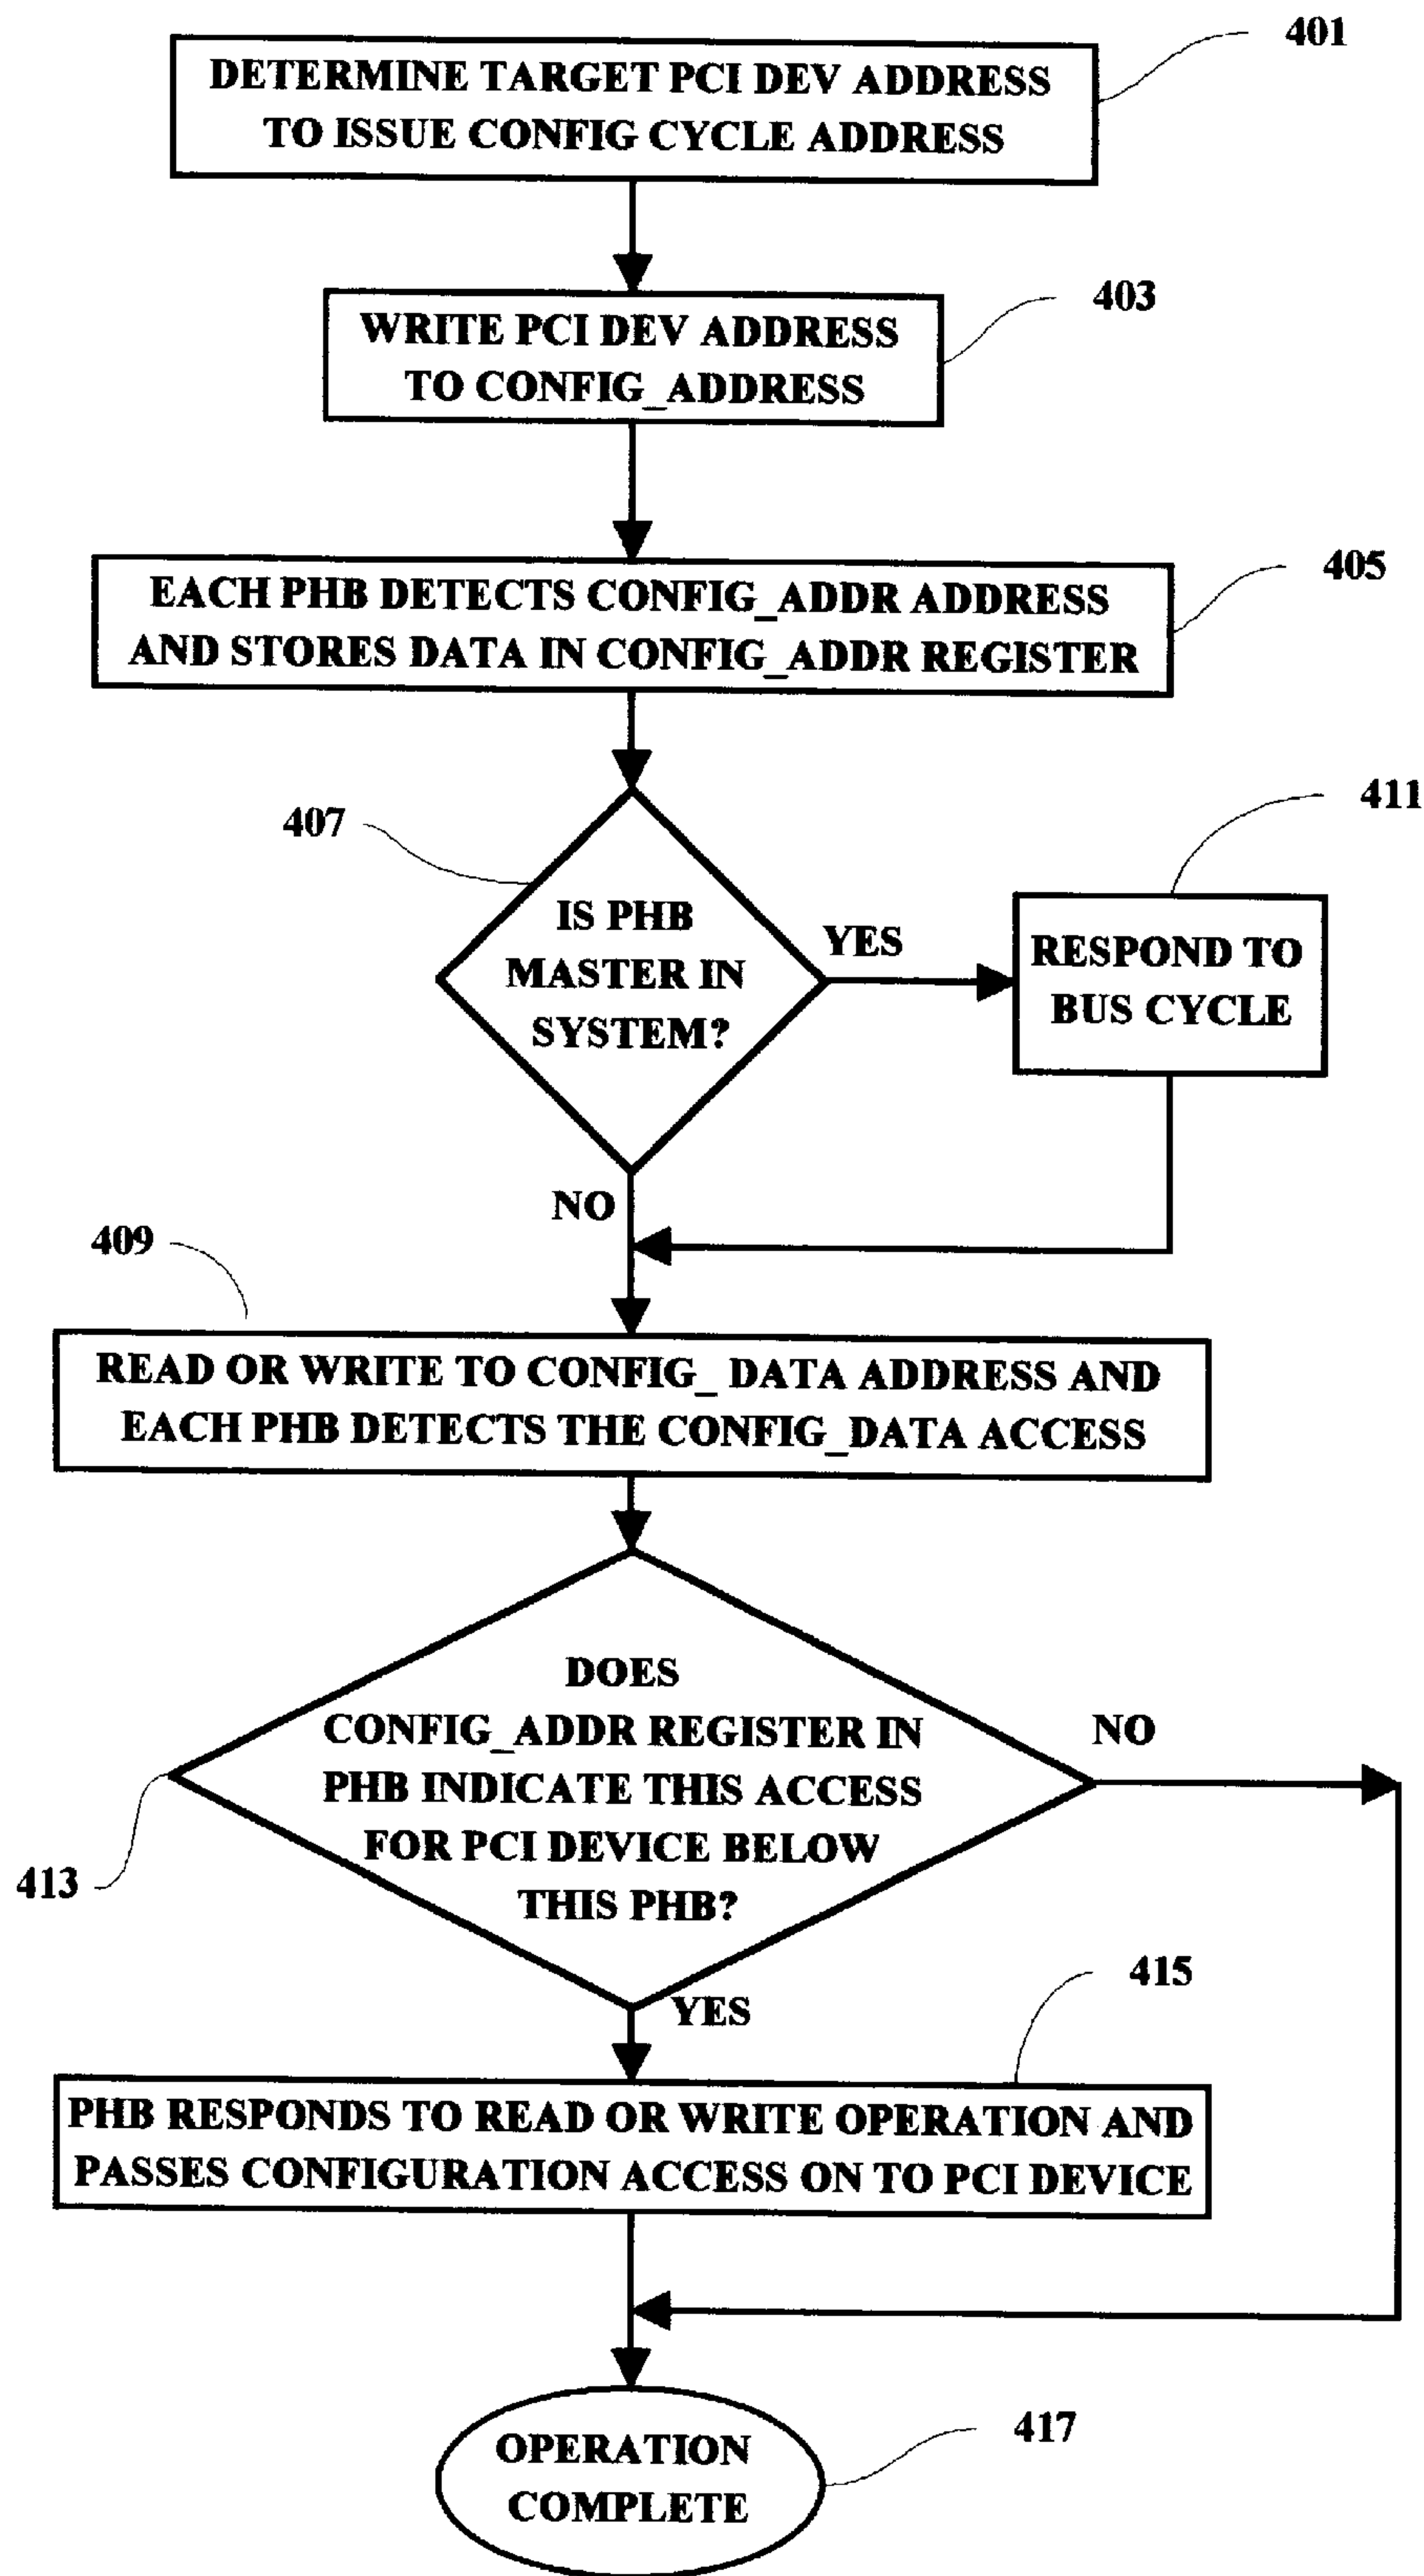 401
DETERMINE TARGET PCI DEV ADDRESS
TO ISSUE CONFIG CYCLE ADDRESS
403
WRITE PCI DEV ADDRESS
TO CONFIG_ADDRESS
405
EACH PHB DETECTS CONFIG_ADDR ADDRESS
AND STORES DATA IN CONFIG_ADDR REGISTER
407
IS PHB
MASTER IN
SYSTEM?
YES
411
RESPOND TO
BUS CYCLE
NO
409
READ OR WRITE TO CONFIG_ DATA ADDRESS AND
EACH PHB DETECTS THE CONFIG_DATA ACCESS
DOES
CONFIG_ADDR REGISTER IN
PHB INDICATE THIS ACCESS
FOR PCI DEVICE BELOW
THIS PHB?
NO
413
YES
415
PHB RESPONDS TO READ OR WRITE OPERATION AND
PASSES CONFIGURATION ACCESS ON TO PCI DEVICE
417
OPERATION
COMPLETE